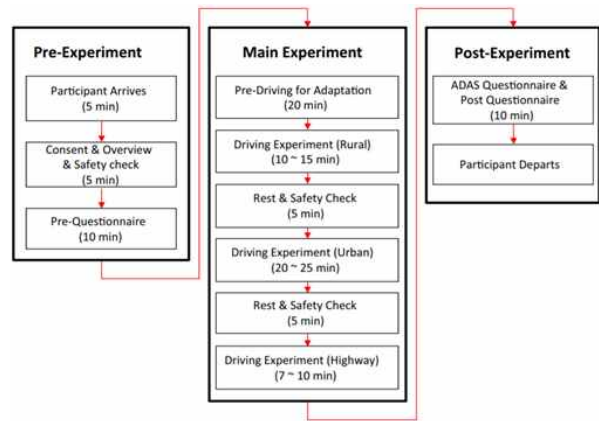 Pre-Experiment
Participant Arrives
(5 min)
Consent & Overview
& Safety check
(5 min)
Pre-Questionnaire
(10 min)
Main Experiment
Pre-Driving for Adaptation
(20 min)
Driving Experiment (Rural)
(10 ~ 15 min)
Rest & Safety Check
(5 min)
Driving Experiment (Urban)
(20 ~ 25 min)
Rest & Safety Check
(5 min)
Driving Experiment (Highway)
(7 ~ 10 min)
Post-Experiment
ADAS Questionnaire &
Post Questionnaire
(10 min)
Participant Departs